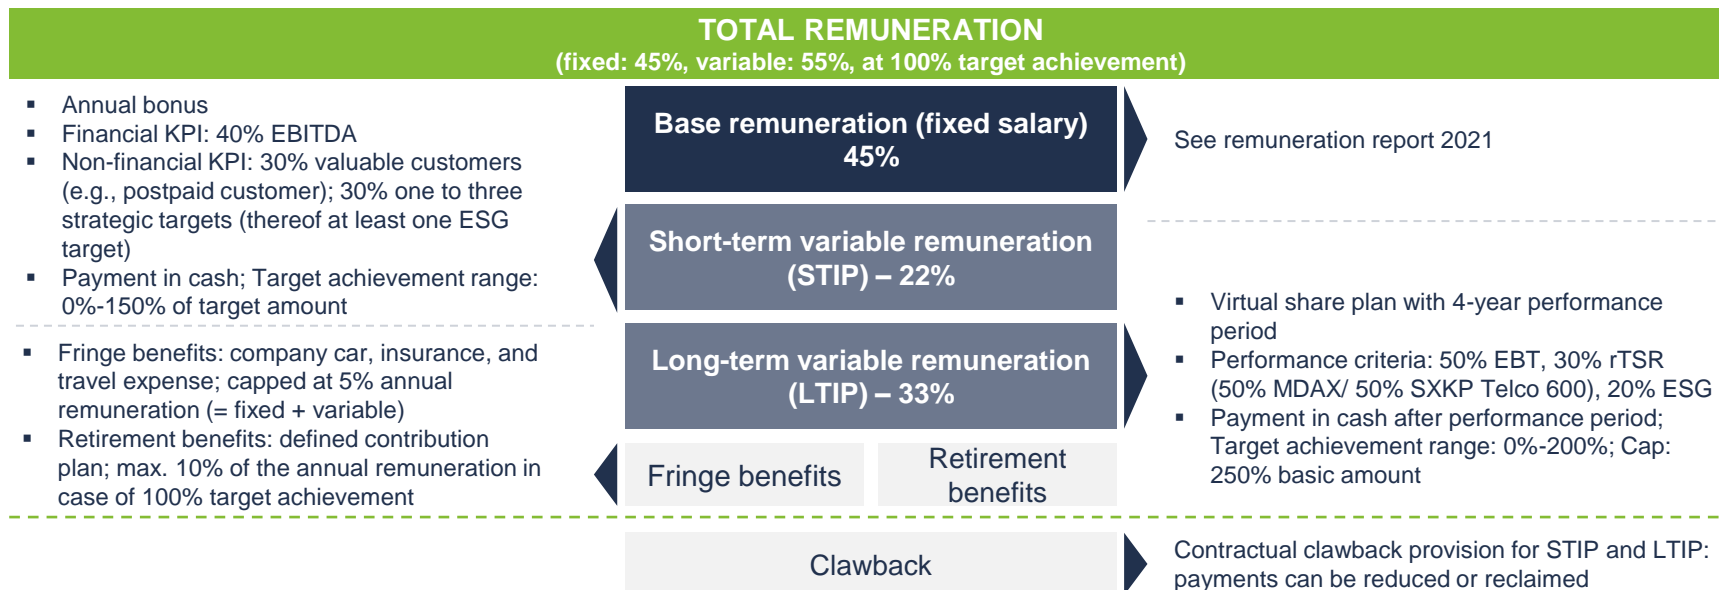 TOTAL REMUNERATION
(fixed: 45%, variable: 55%, at 100% target achievement)
▪ Annual bonus
▪ Financial KPI: 40% EBITDA
▪ Non-financial KPI: 30% valuable customers
(e.g., postpaid customer); 30% one to three
strategic targets (thereof at least one ESG
target)
▪ Payment in cash; Target achievement range:
0%-150% of target amount
▪ Fringe benefits: company car, insurance, and
travel expense; capped at 5% annual
remuneration (= fixed + variable)
▪ Retirement benefits: defined contribution
plan; max. 10% of the annual remuneration in
case of 100% target achievement
Base remuneration (fixed salary)
45%
Short-term variable remuneration
(STIP) – 22%
Long-term variable remuneration
(LTIP) – 33%
Fringe benefits
Retirement
benefits
Clawback
See remuneration report 2021
▪ Virtual share plan with 4-year performance
period
▪ Performance criteria: 50% EBT, 30% rTSR
(50% MDAX/ 50% SXKP Telco 600), 20% ESG
▪ Payment in cash after performance period;
Target achievement range: 0%-200%; Cap:
250% basic amount
Contractual clawback provision for STIP and LTIP:
payments can be reduced or reclaimed